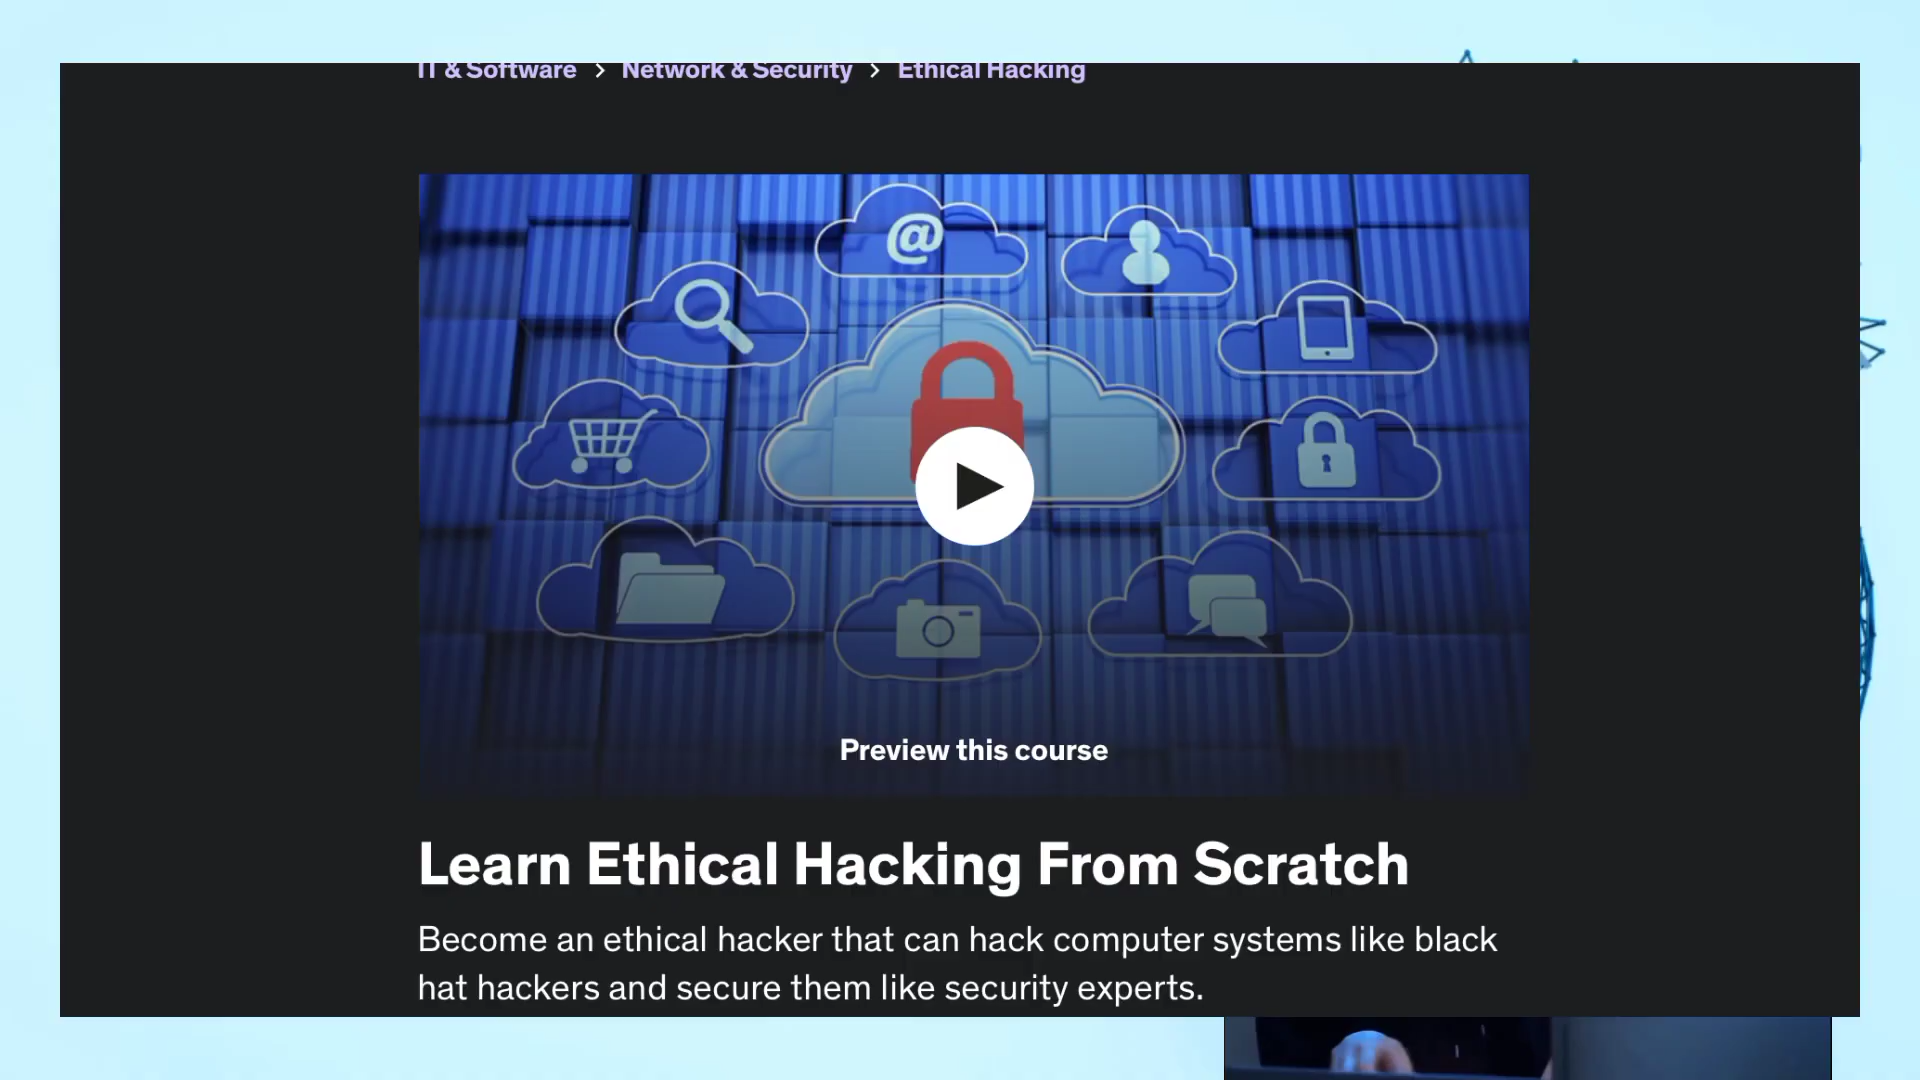 IT & Software > Network & Security > Ethical Hacking
@
Preview this course
Learn Ethical Hacking From Scratch
Become an ethical hacker that can hack computer systems like black
hat hackers and secure them like security experts.